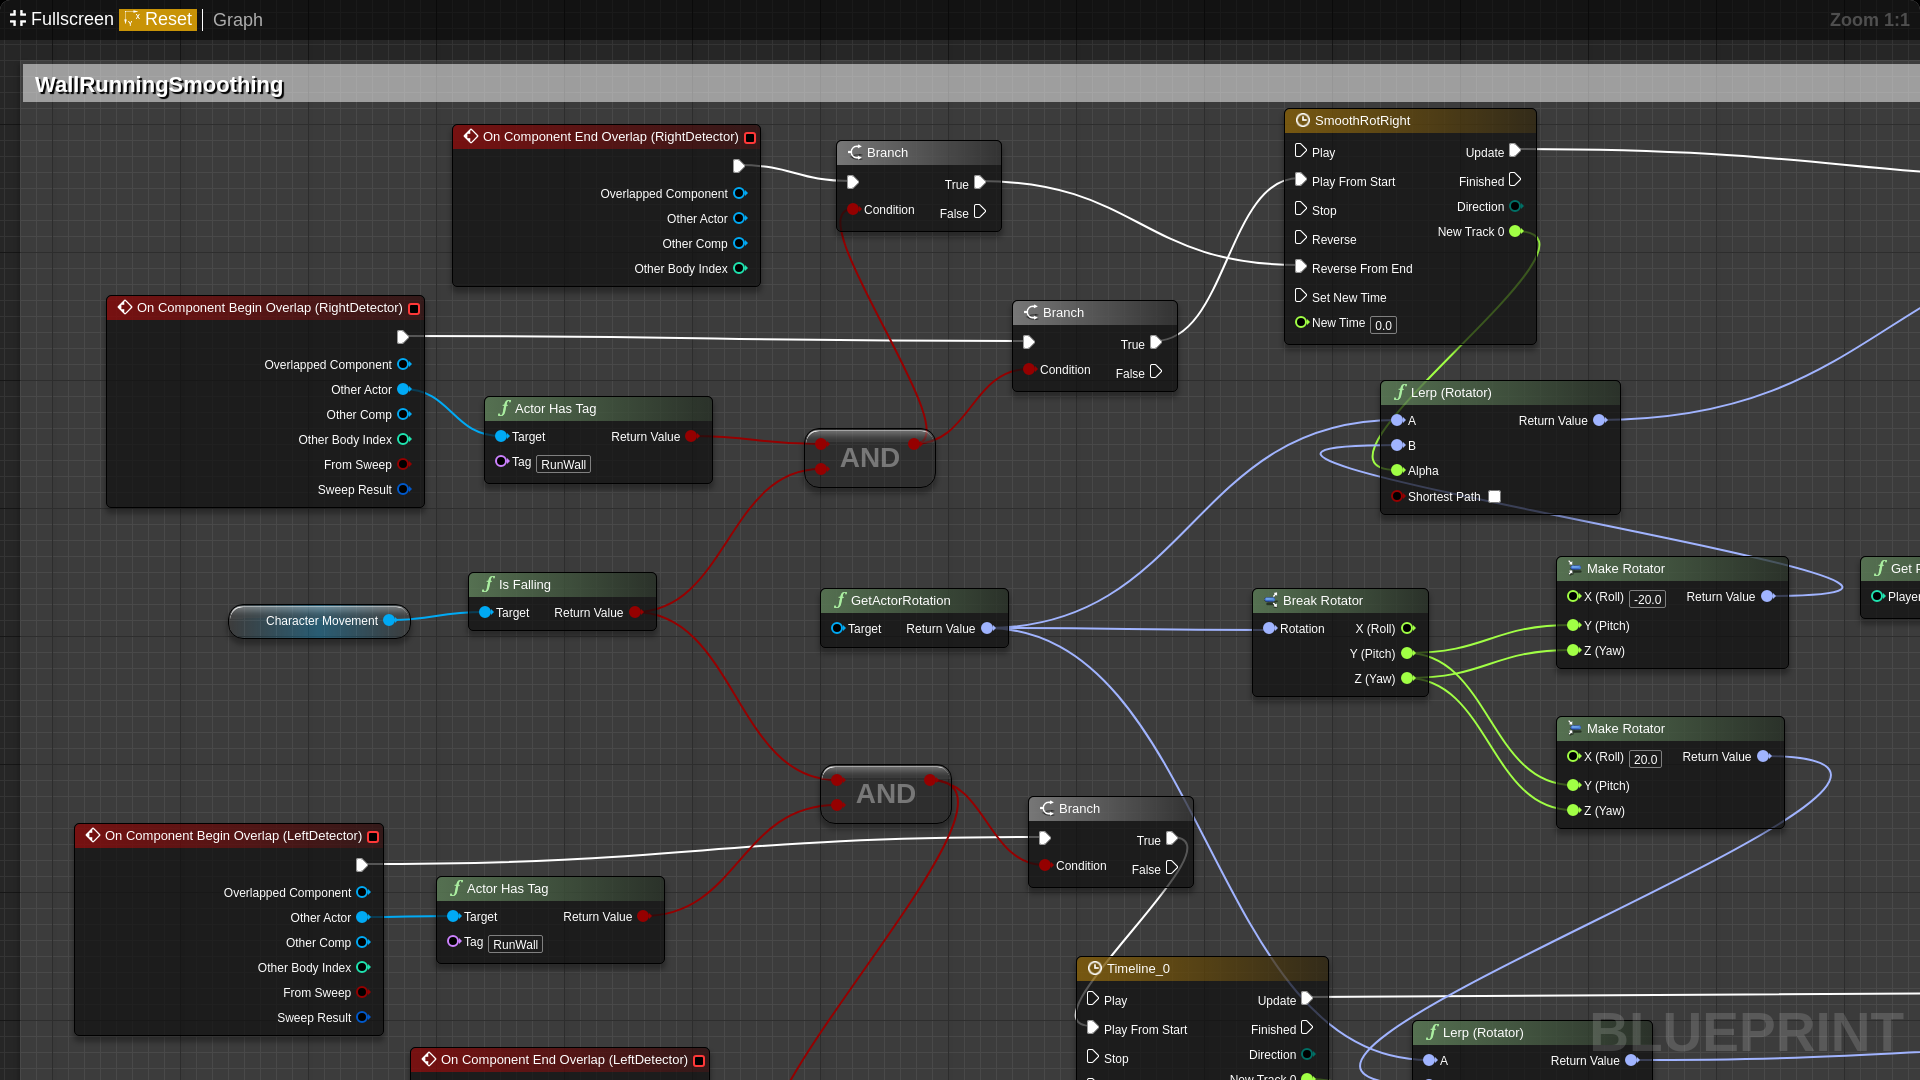 Fullscreen Reset Graph Zoom 1:1
WallRunningSmoothing
On Component End Overlap (RightDetector)
Overlapped Component
Other Actor
Other Comp
Other Body Index
Branch
True
Condition
False
SmoothRotRight
Play Update
Play From Start Finished
Stop Direction
Reverse New Track 0
Reverse From End
Set New Time
New Time 0.0
On Component Begin Overlap (RightDetector)
Overlapped Component
Other Actor
Other Comp
Other Body Index
From Sweep
Sweep Result
Branch
True
Condition
False
Actor Has Tag
Target Return Value
Tag RunWall
AND
Lerp (Rotator)
A Return Value
B
Alpha
Shortest Path
Character Movement
Is Falling
Target Return Value
GetActorRotation
Target Return Value
Break Rotator
Rotation X (Roll)
Y (Pitch)
Z (Yaw)
Make Rotator
X (Roll) -20.0 Return Value
Y (Pitch)
Z (Yaw)
Get P
Player
Make Rotator
X (Roll) 20.0 Return Value
Y (Pitch)
Z (Yaw)
AND
Branch
True
Condition
False
On Component Begin Overlap (LeftDetector)
Overlapped Component
Other Actor
Other Comp
Other Body Index
From Sweep
Sweep Result
Actor Has Tag
Target Return Value
Tag RunWall
Timeline_0
Play Update
Play From Start Finished
Stop Direction
New Track 0
Lerp (Rotator)
A Return Value
On Component End Overlap (LeftDetector)
BLUEPRINT